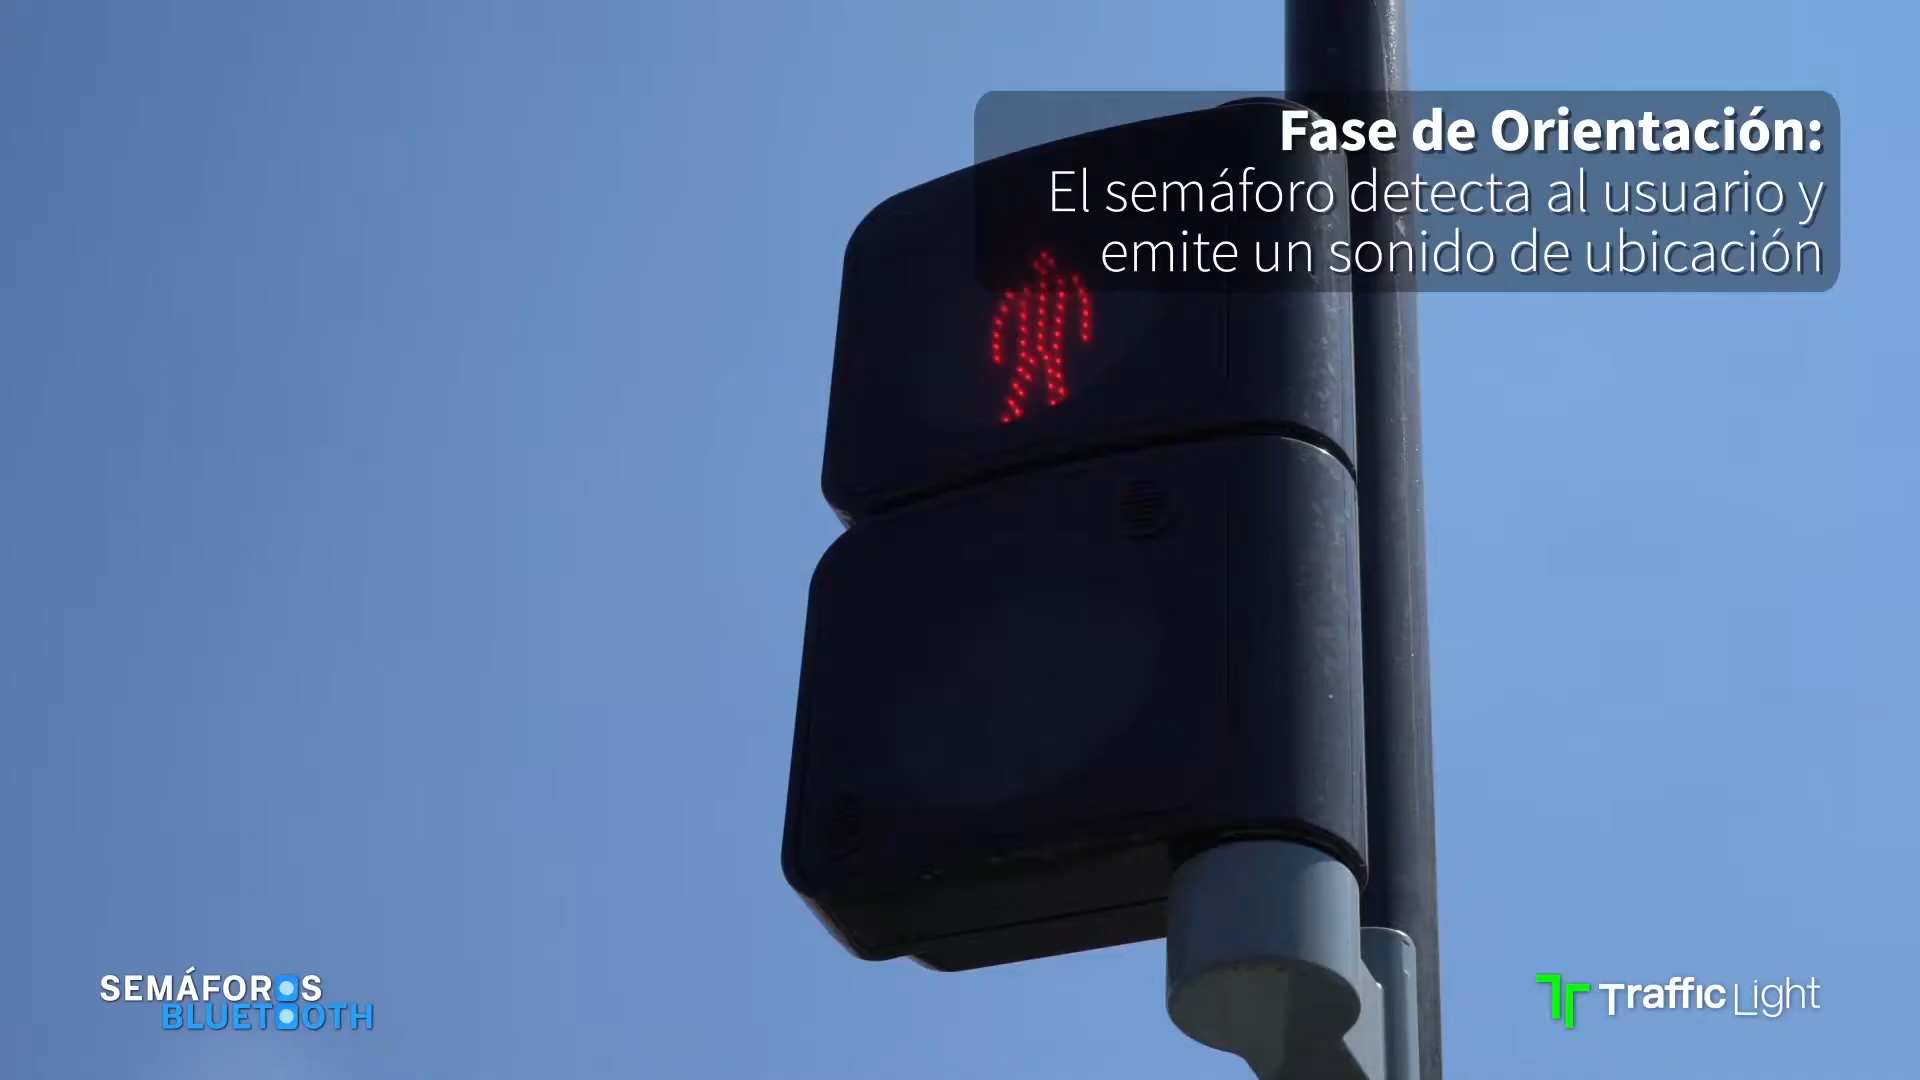 Fase de Orientación:
El semáforo detecta al usuario y
emite un sonido de ubicación
SEMÁFOROS
BLUETOOTH
Traffic Light